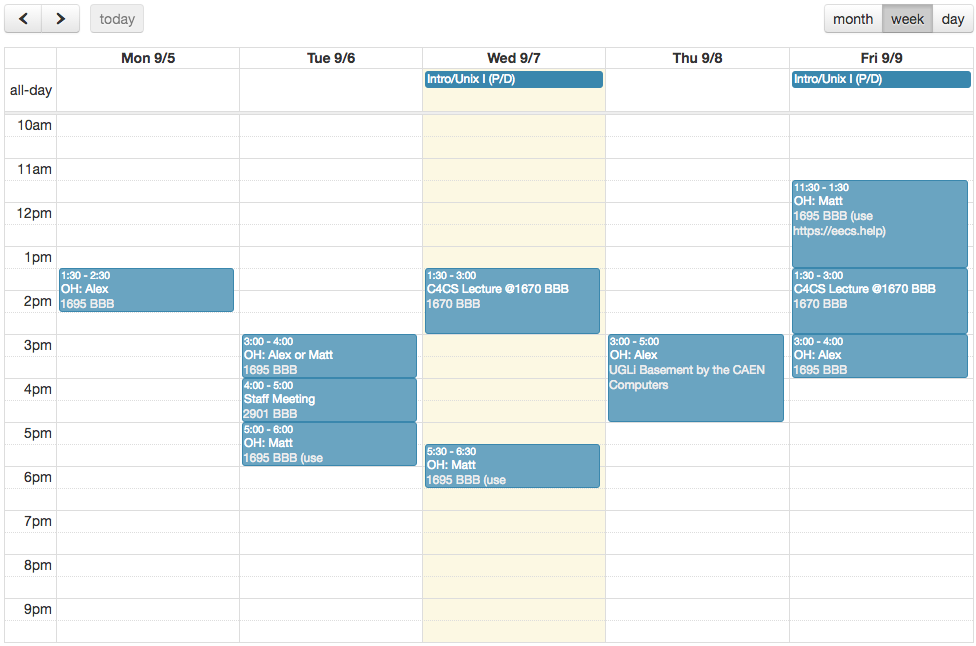 today
month week day
Mon 9/5 Tue 9/6 Wed 9/7 Thu 9/8 Fri 9/9
all-day
Intro/Unix I (P/D)
Intro/Unix I (P/D)
10am
11am
12pm
1pm
2pm
3pm
4pm
5pm
6pm
7pm
8pm
9pm
1:30 - 2:30
OH: Alex
1695 BBB
3:00 - 4:00
OH: Alex or Matt
1695 BBB
4:00 - 5:00
Staff Meeting
2901 BBB
5:00 - 6:00
OH: Matt
1695 BBB (use
1:30 - 3:00
C4CS Lecture @1670 BBB
1670 BBB
5:30 - 6:30
OH: Matt
1695 BBB (use
3:00 - 5:00
OH: Alex
UGLi Basement by the CAEN
Computers
11:30 - 1:30
OH: Matt
1695 BBB (use
https://eecs.help)
1:30 - 3:00
C4CS Lecture @1670 BBB
1670 BBB
3:00 - 4:00
OH: Alex
1695 BBB